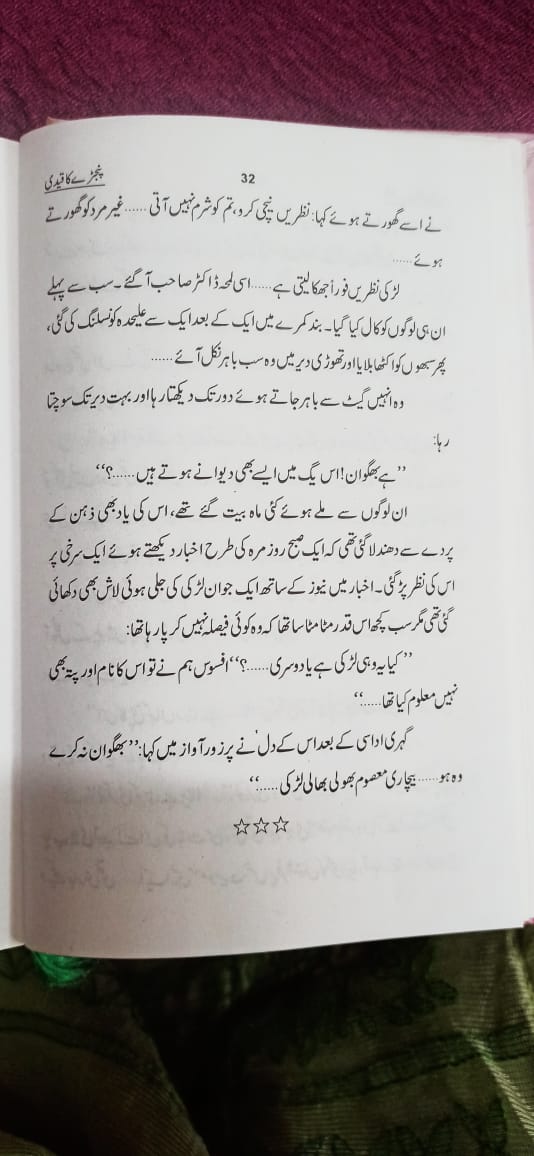 پنجڑے کا قیدی
32
نے اسے گھورتے ہوئے کہا: نظریں نیچی کرو، تم کو شرم نہیں آتی ...... غیر مرد کو گھورتے
ہوئے ......
لڑکی نظریں فوراً جھکا لیتی ہے ...... اسی لمحہ ڈاکٹر صاحب آ گئے۔ سب سے پہلے
ان ہی لوگوں کو کال کیا گیا۔ بند کمرے میں ایک کے بعد ایک سے علیحدہ کونسلنگ کی گئی،
پھر سبھوں کو اکٹھا بلایا اور تھوڑی دیر میں وہ سب باہر نکل آئے ......
وہ انہیں گیٹ سے باہر جاتے ہوئے دور تک دیکھتا رہا اور بہت دیر تک سوچتا
رہا:
’’ہے بھگوان! اس یگ میں ایسے بھی دیوانے ہوتے ہیں ......؟‘‘
ان لوگوں سے ملے ہوئے کئی ماہ بیت گئے تھے، اس کی یاد بھی ذہن کے
پردے سے دھندلا گئی تھی کہ ایک صبح روز مرہ کی طرح اخبار دیکھتے ہوئے ایک سرخی پر
اس کی نظر پڑ گئی۔ اخبار میں نیوز کے ساتھ ایک جوان لڑکی کی جلی ہوئی لاش بھی دکھائی
گئی تھی مگر سب کچھ اس قدر مٹا مٹا سا تھا کہ وہ کوئی فیصلہ نہیں کر پا رہا تھا:
’’کیا یہ وہی لڑکی ہے یا دوسری ......؟‘‘ افسوس ہم نے تو اس کا نام اور پتہ بھی
نہیں معلوم کیا تھا ......‘‘
گہری اداسی کے بعد اس کے دل نے پرزور آواز میں کہا: ’’بھگوان نہ کرے
وہ ہو ...... بیچاری معصوم بھولی بھالی لڑکی ......‘‘
☆☆☆